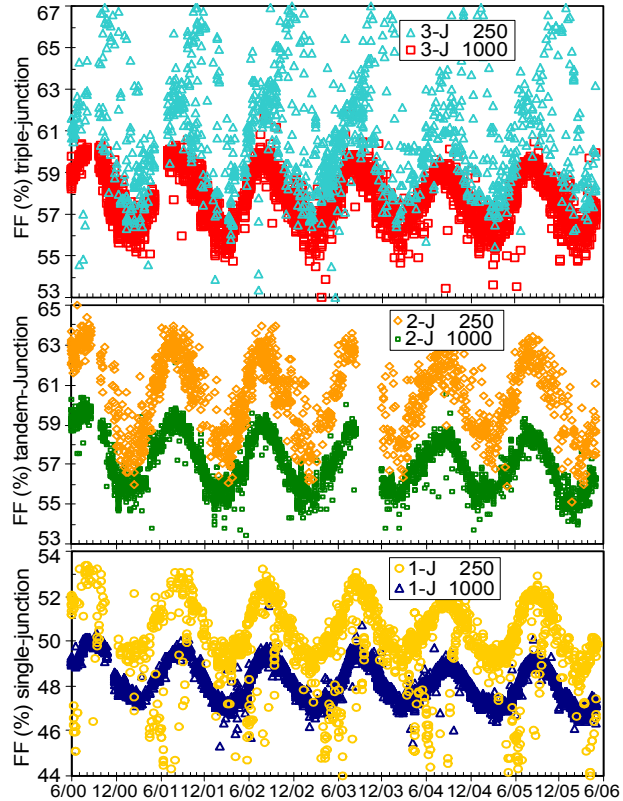 67
65
63
61
59
57
55
53
FF (%) triple-junction
3-J 250
3-J 1000
65
63
61
59
57
55
53
FF (%) tandem-Junction
2-J 250
2-J 1000
54
52
50
48
46
44
FF (%) single-junction
1-J 250
1-J 1000
6/00 12/00 6/01 12/01 6/02 12/02 6/03 12/03 6/04 12/04 6/05 12/05 6/06